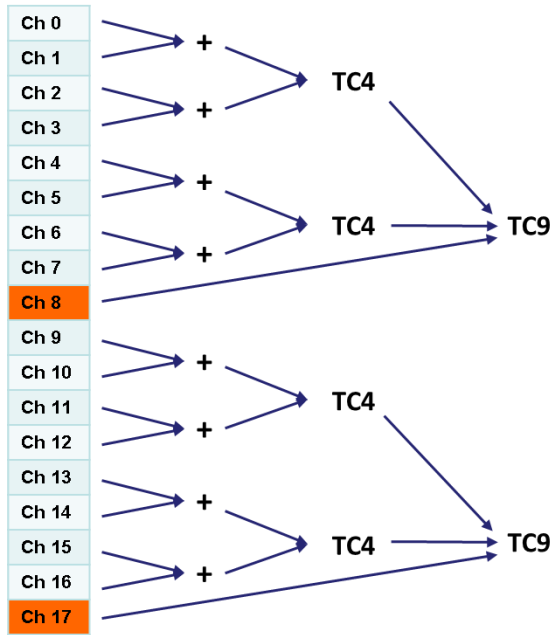 Ch 0
Ch 1
+
Ch 2
TC4
Ch 3
+
Ch 4
+
Ch 5
Ch 6
TC4
TC9
Ch 7
+
Ch 8
Ch 9
+
Ch 10
Ch 11
TC4
Ch 12
+
Ch 13
Ch 14
+
Ch 15
TC4
TC9
Ch 16
+
Ch 17